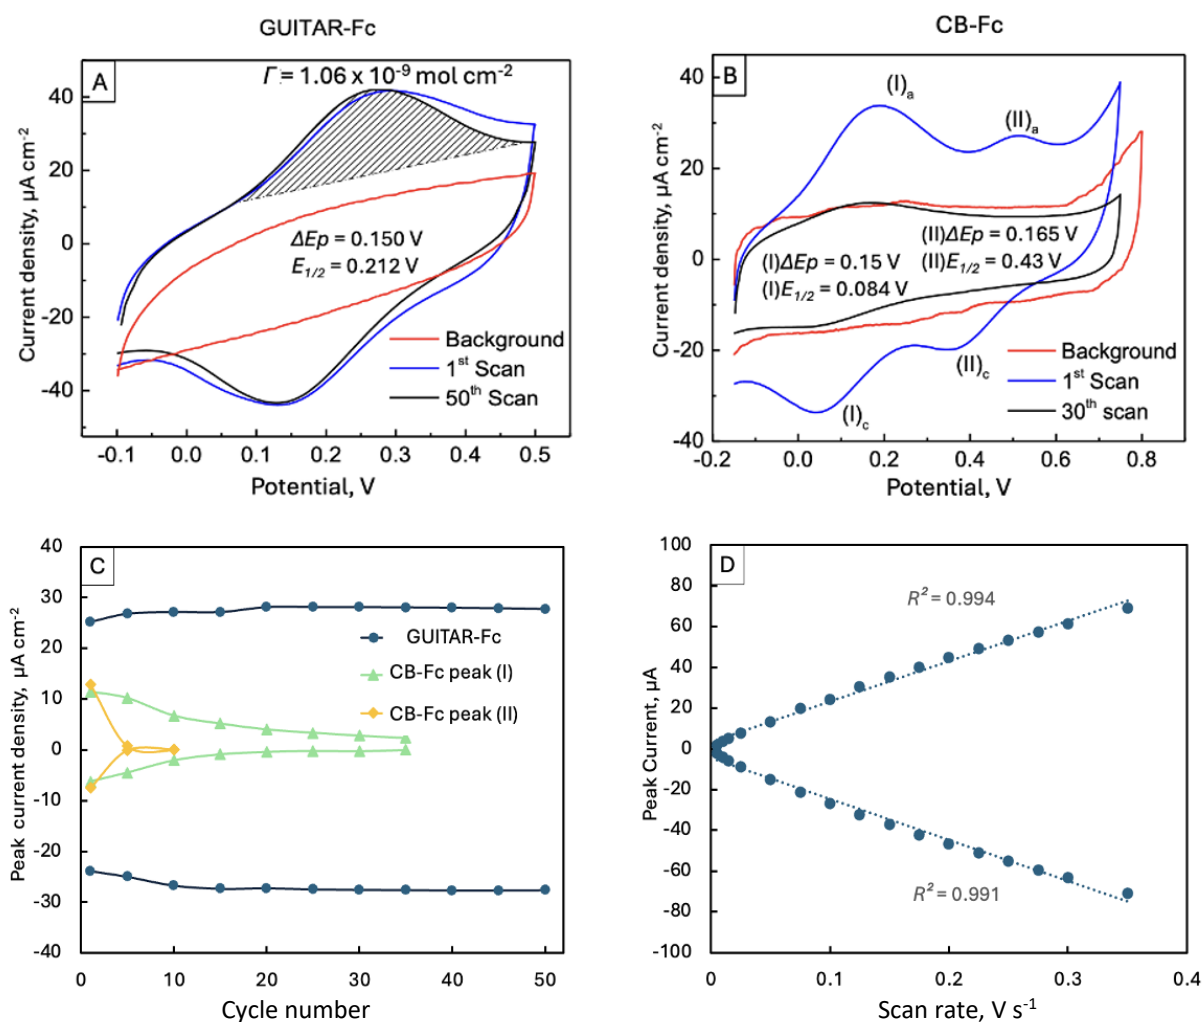 GUITAR-Fc
CB-Fc
A
Γ = 1.06 x 10⁻⁹ mol cm⁻²
Current density, µA cm⁻²
40
20
0
-20
-40
ΔEp = 0.150 V
E₁/₂ = 0.212 V
Background
1ˢᵗ Scan
50ᵗʰ Scan
-0.1
0.0
0.1
0.2
0.3
0.4
0.5
Potential, V
B
(I)ₐ
(II)ₐ
Current density, µA cm⁻²
40
20
0
-20
-40
(II)ΔEp = 0.165 V
(II)E₁/₂ = 0.43 V
(I)ΔEp = 0.15 V
(I)E₁/₂ = 0.084 V
(II)c
(I)c
Background
1ˢᵗ Scan
30ᵗʰ scan
-0.2
0.0
0.2
0.4
0.6
0.8
Potential, V
C
Peak current density, µA cm⁻²
40
30
20
10
0
-10
-20
-30
-40
GUITAR-Fc
CB-Fc peak (I)
CB-Fc peak (II)
0
10
20
30
40
50
Cycle number
D
Peak Current, µA
100
80
60
40
20
0
-20
-40
-60
-80
-100
R² = 0.994
R² = 0.991
0
0.1
0.2
0.3
0.4
Scan rate, V s⁻¹